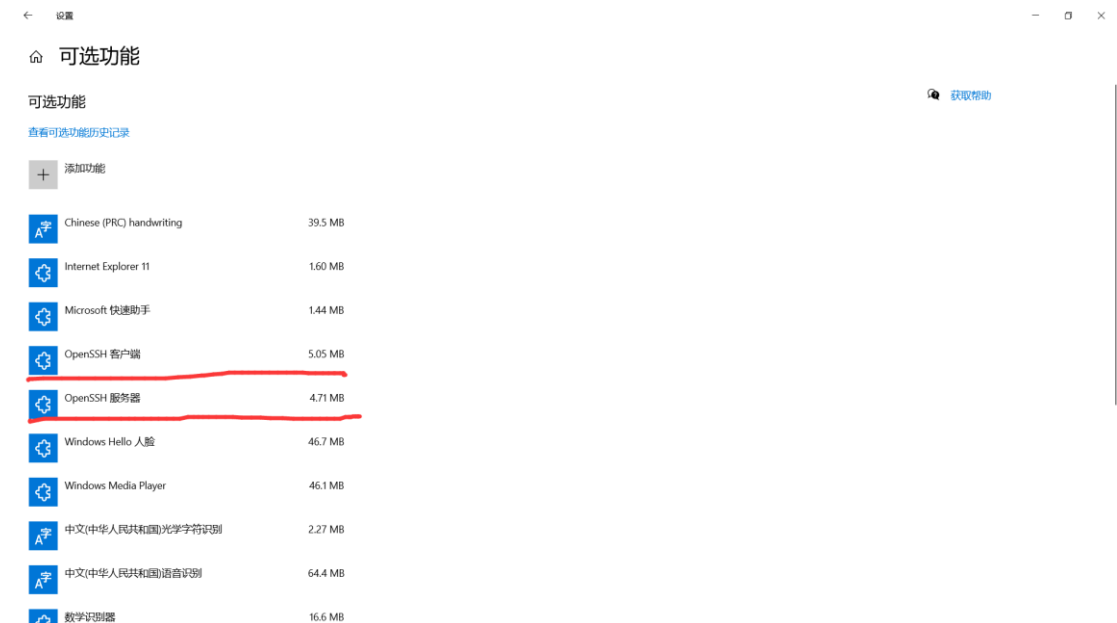 设置
可选功能
可选功能
获取帮助
查看可选功能历史记录
添加功能
Chinese (PRC) handwriting 39.5 MB
Internet Explorer 11 1.60 MB
Microsoft 快速助手 1.44 MB
OpenSSH 客户端 5.05 MB
OpenSSH 服务器 4.71 MB
Windows Hello 人脸 46.7 MB
Windows Media Player 46.1 MB
中文(中华人民共和国)光学字符识别 2.27 MB
中文(中华人民共和国)语音识别 64.4 MB
数学识别器 16.6 MB